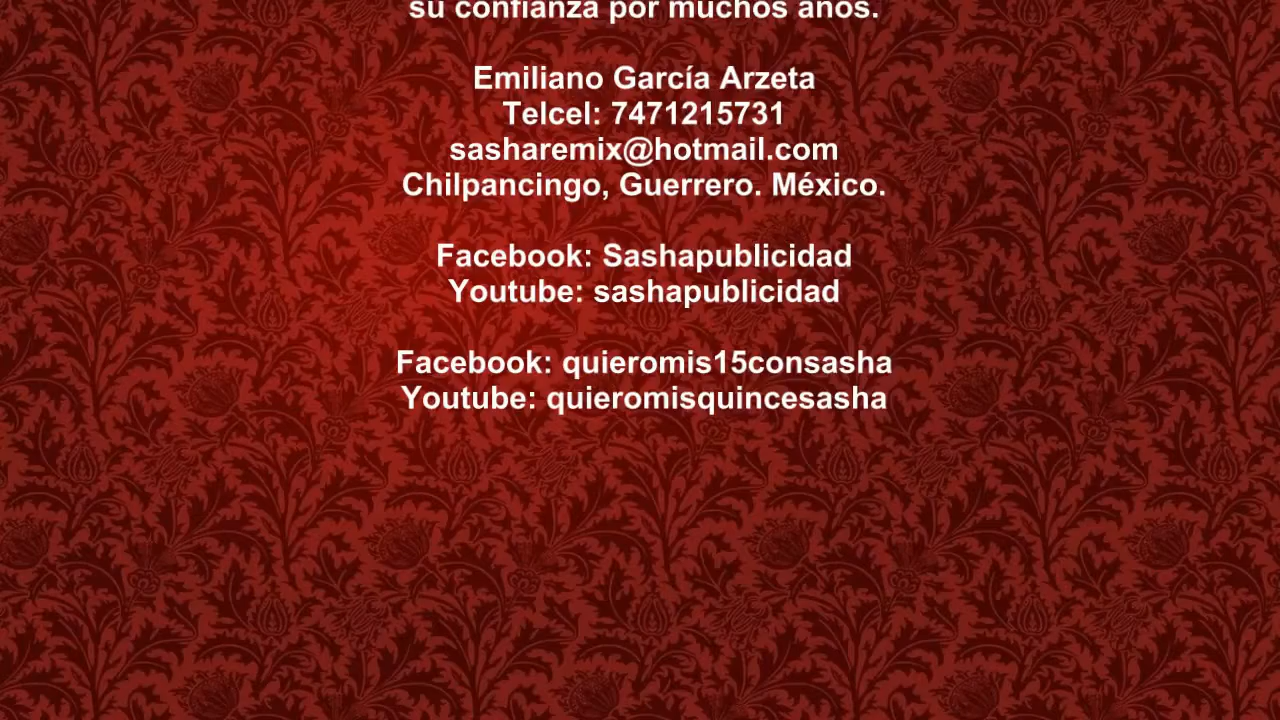 su confianza por muchos años.
Emiliano García Arzeta
Telcel: 7471215731
sasharemix@hotmail.com
Chilpancingo, Guerrero. México.
Facebook: Sashapublicidad
Youtube: sashapublicidad
Facebook: quieromis15consasha
Youtube: quieromisquincesasha